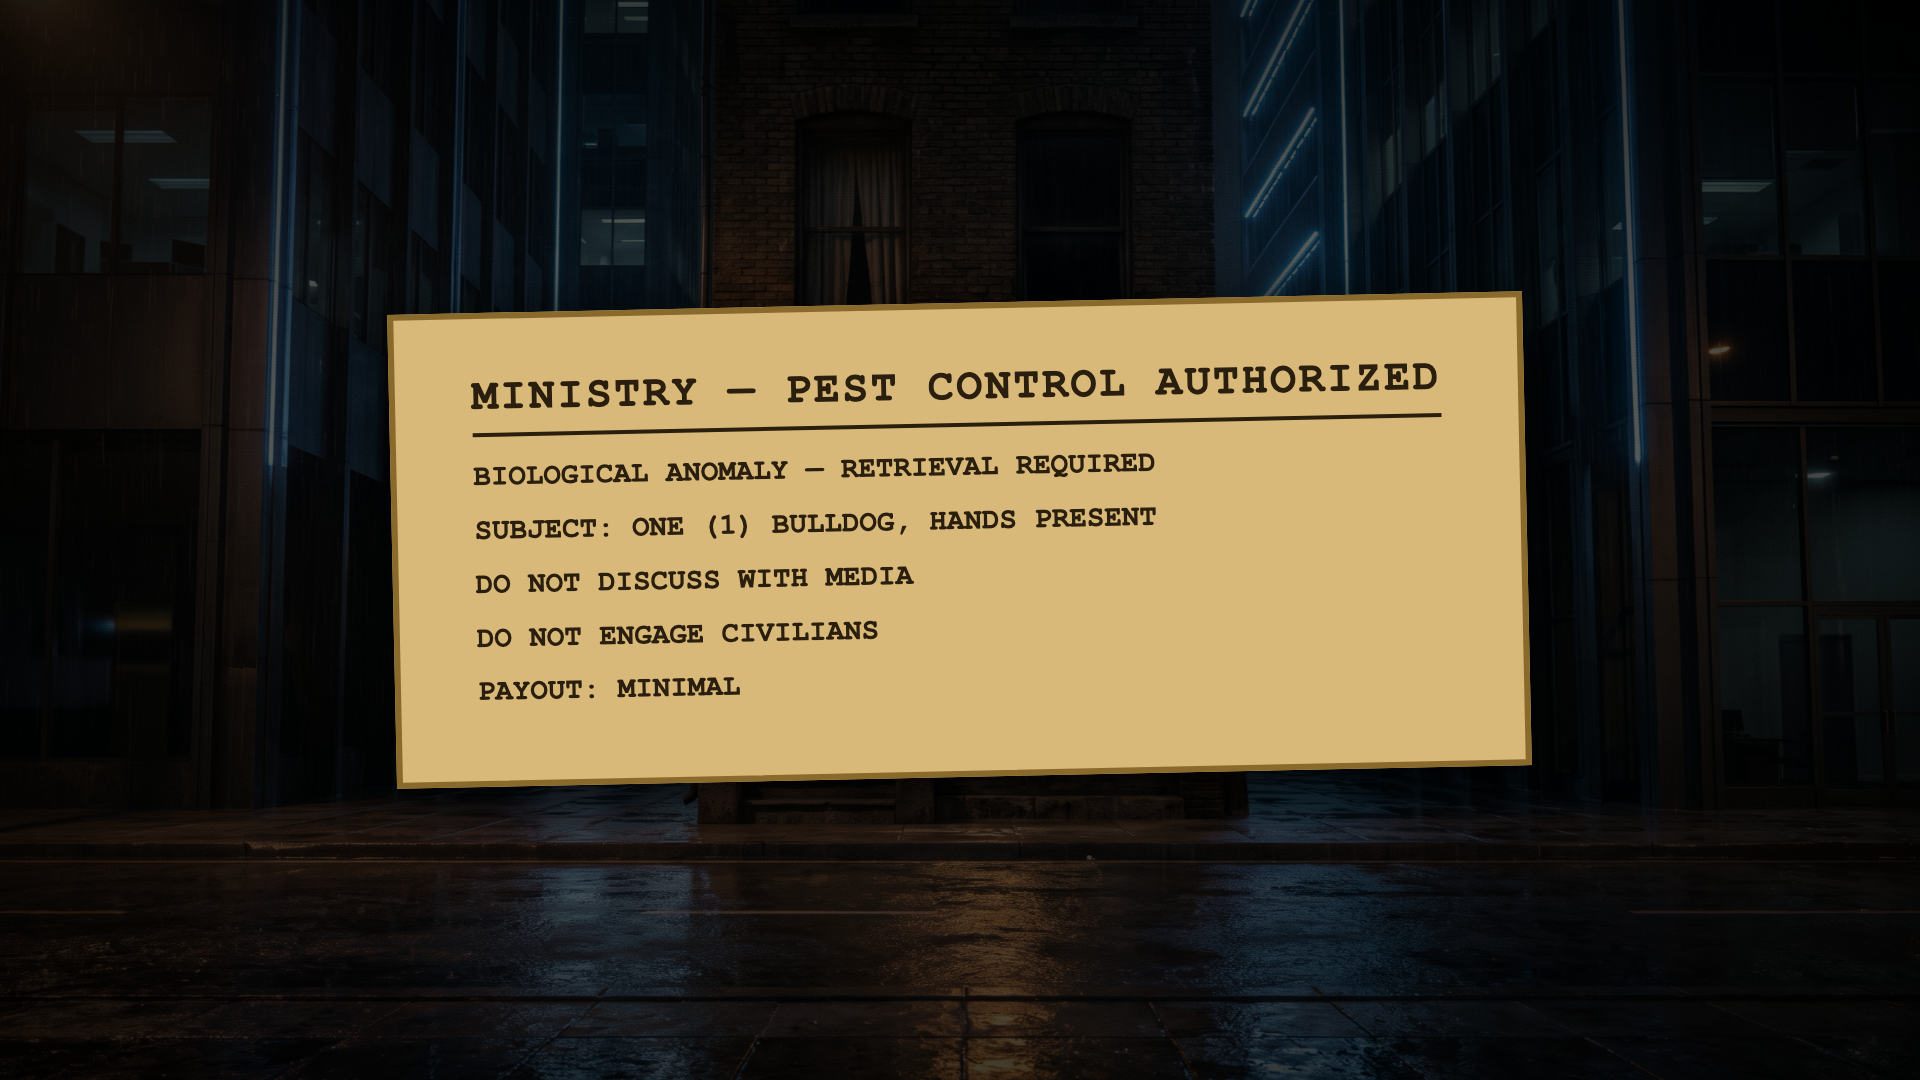 MINISTRY — PEST CONTROL AUTHORIZED
BIOLOGICAL ANOMALY — RETRIEVAL REQUIRED
SUBJECT: ONE (1) BULLDOG, HANDS PRESENT
DO NOT DISCUSS WITH MEDIA
DO NOT ENGAGE CIVILIANS
PAYOUT: MINIMAL